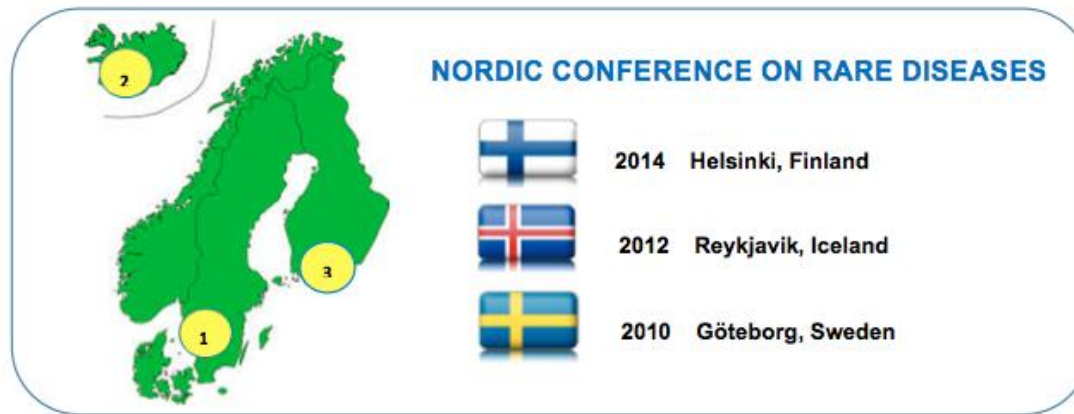 2
NORDIC CONFERENCE ON RARE DISEASES
2014 Helsinki, Finland
2012 Reykjavik, Iceland
3
2010 Göteborg, Sweden
1